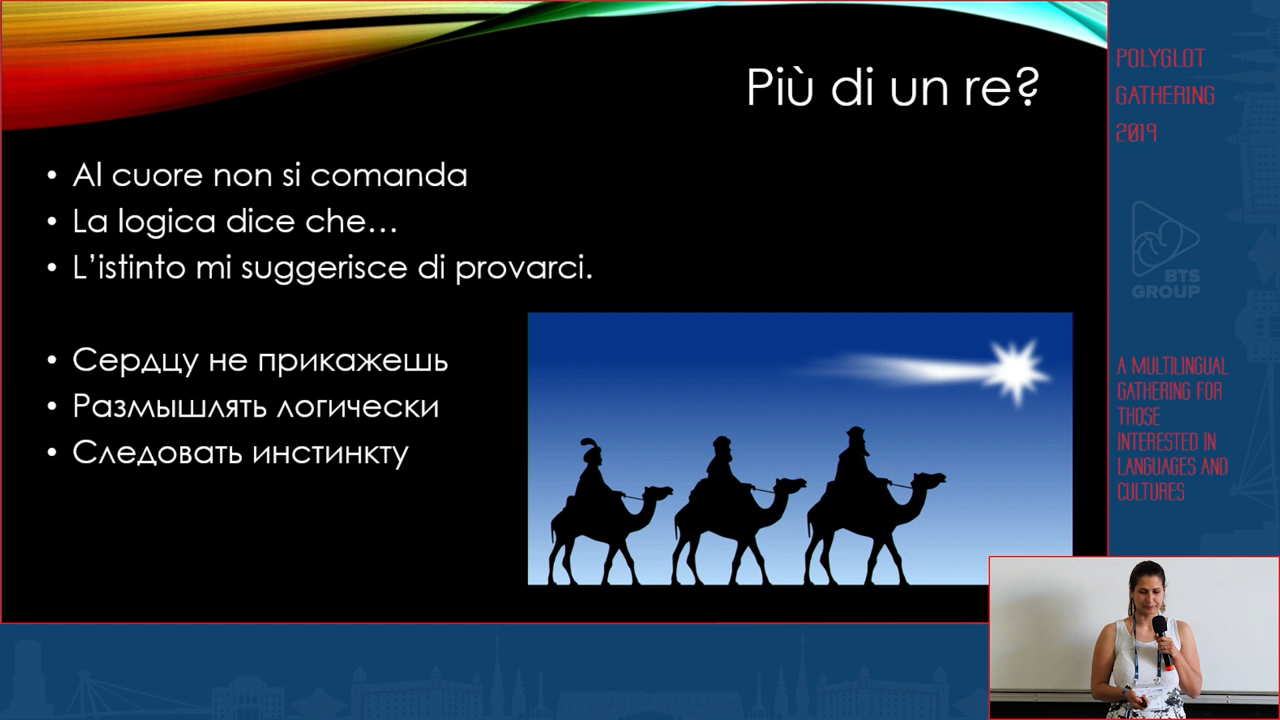 Più di un re?
• Al cuore non si comanda
• La logica dice che…
• L’istinto mi suggerisce di provarci.
• Сердцу не прикажешь
• Размышлять логически
• Следовать инстинкту
POLYGLOT
GATHERING
2019
BTS
GROUP
A MULTILINGUAL
GATHERING FOR
THOSE
INTERESTED IN
LANGUAGES AND
CULTURES